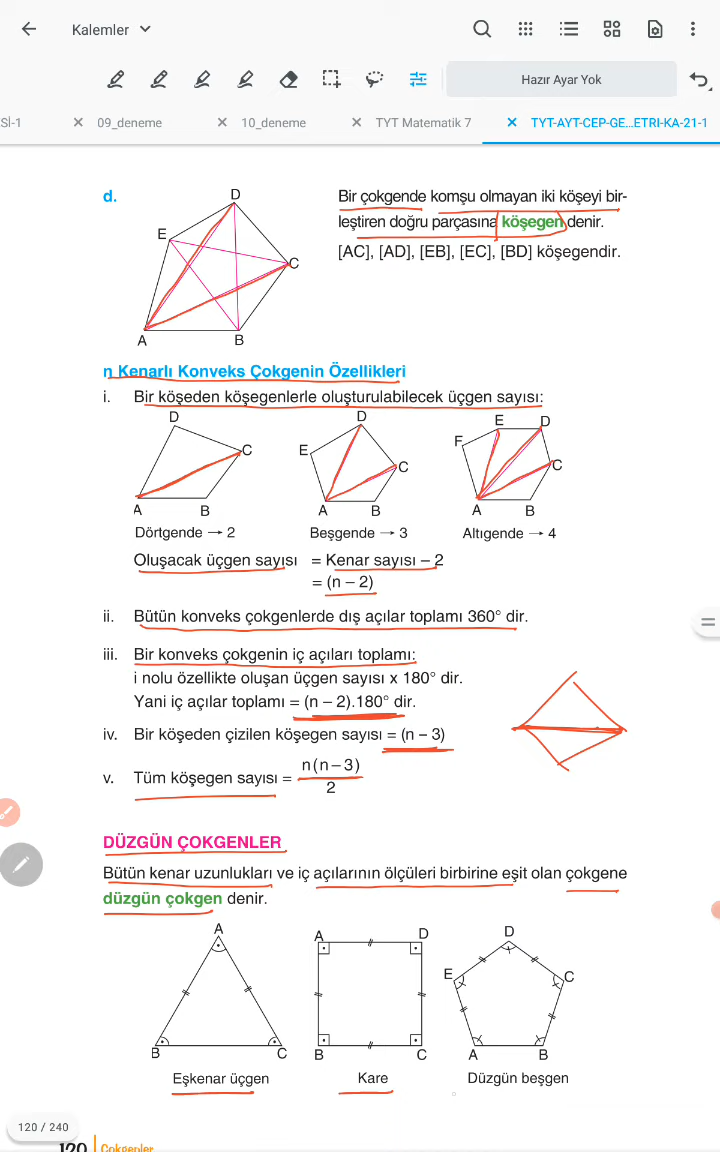 Kalemler
Hazır Ayar Yok
Sİ-1
09_deneme
10_deneme
TYT Matematik 7
TYT-AYT-CEP-GE...ETRI-KA-21-1
d.
D
E
C
A
B
Bir çokgende komşu olmayan iki köşeyi bir-
leştiren doğru parçasına köşegen denir.
[AC], [AD], [EB], [EC], [BD] köşegendir.
n Kenarlı Konveks Çokgenin Özellikleri
i. Bir köşeden köşegenlerle oluşturulabilecek üçgen sayısı:
D
C
A
B
D
E
C
A
B
E
D
F
C
A
B
Dörtgende → 2
Beşgende → 3
Altıgende → 4
Oluşacak üçgen sayısı = Kenar sayısı – 2
= (n – 2)
ii. Bütün konveks çokgenlerde dış açılar toplamı 360° dir.
iii. Bir konveks çokgenin iç açıları toplamı:
i nolu özellikte oluşan üçgen sayısı x 180° dir.
Yani iç açılar toplamı = (n – 2).180° dir.
iv. Bir köşeden çizilen köşegen sayısı = (n – 3)
v. Tüm köşegen sayısı = n(n–3)
2
DÜZGÜN ÇOKGENLER
Bütün kenar uzunlukları ve iç açılarının ölçüleri birbirine eşit olan çokgene
düzgün çokgen denir.
A
B
C
A
D
B
C
D
E
C
A
B
Eşkenar üçgen
Kare
Düzgün beşgen
120 / 240
120
Çokgenler